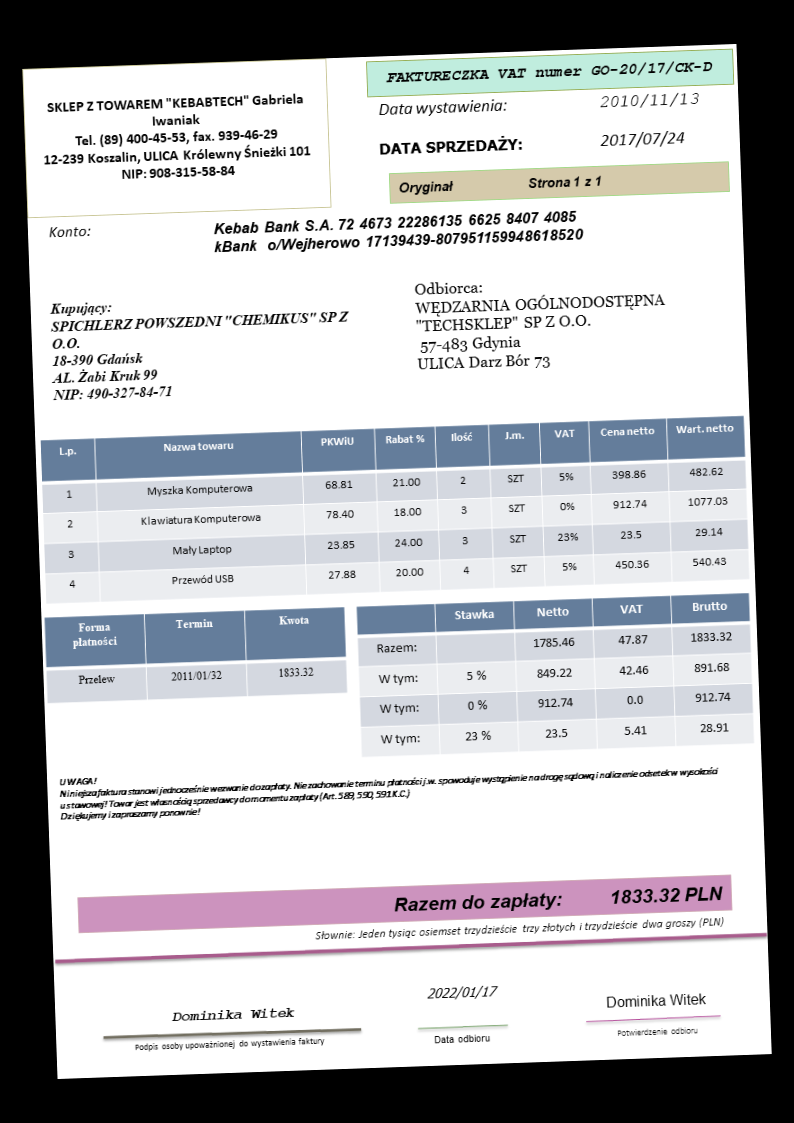 SKLEP Z TOWAREM "KEBABTECH" Gabriela
Iwaniak
Tel. (89) 400-45-53, fax. 939-46-29
12-239 Koszalin, ULICA Królewny Śnieżki 101
NIP: 908-315-58-84
FAKTURECZKA VAT numer GO-20/17/CK-D
Data wystawienia: 2010/11/13
DATA SPRZEDAŻY: 2017/07/24
Oryginał Strona 1 z 1
Konto: Kebab Bank S.A. 72 4673 22286135 6625 8407 4085
kBank o/Wejherowo 17139439-807951159948618520
Kupujący:
SPICHLERZ POWSZEDNI "CHEMIKUS" SP Z
O.O.
18-390 Gdańsk
AL. Żabi Kruk 99
NIP: 490-327-84-71
Odbiorca:
WĘDZARNIA OGÓLNODOSTĘPNA
"TECHSKLEP" SP Z O.O.
57-483 Gdynia
ULICA Darz Bór 73
L.p. Nazwa towaru PKWiU Rabat % Ilość J.m. VAT Cena netto Wart. netto
1 Myszka Komputerowa 68.81 21.00 2 SZT 5% 398.86 482.62
2 Klawiatura Komputerowa 78.40 18.00 3 SZT 0% 912.74 1077.03
3 Mały Laptop 23.85 24.00 3 SZT 23% 23.5 29.14
4 Przewód USB 27.88 20.00 4 SZT 5% 450.36 540.43
Forma
płatności Termin Kwota
Przelew 2011/01/32 1833.32
Stawka Netto VAT Brutto
Razem: 1785.46 47.87 1833.32
W tym: 5 % 849.22 42.46 891.68
W tym: 0 % 912.74 0.0 912.74
W tym: 23 % 23.5 5.41 28.91
UWAGA!
Niniejsza faktura stanowi jednocześnie wezwanie do zapłaty. Nie zachowanie terminu płatności j.w. spowoduje wystąpienie na drogę sądową i naliczenie odsetek w wysokości
ustawowej! Towar jest własnością sprzedawcy do momentu zapłaty (Art. 589, 590, 591 K.C.)
Dziękujemy i zapraszamy ponownie!
Razem do zapłaty: 1833.32 PLN
Słownie: Jeden tysiąc osiemset trzydzieście trzy złotych i trzydzieście dwa groszy (PLN)
Dominika Witek
Podpis osoby upoważnionej do wystawienia faktury
2022/01/17
Data odbioru
Dominika Witek
Potwierdzenie odbioru